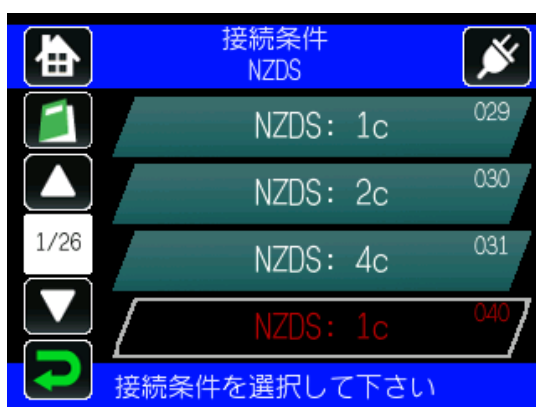 接続条件
NZDS
NZDS: 1c
029
NZDS: 2c
030
1/26
NZDS: 4c
031
NZDS: 1c
040
接続条件を選択して下さい